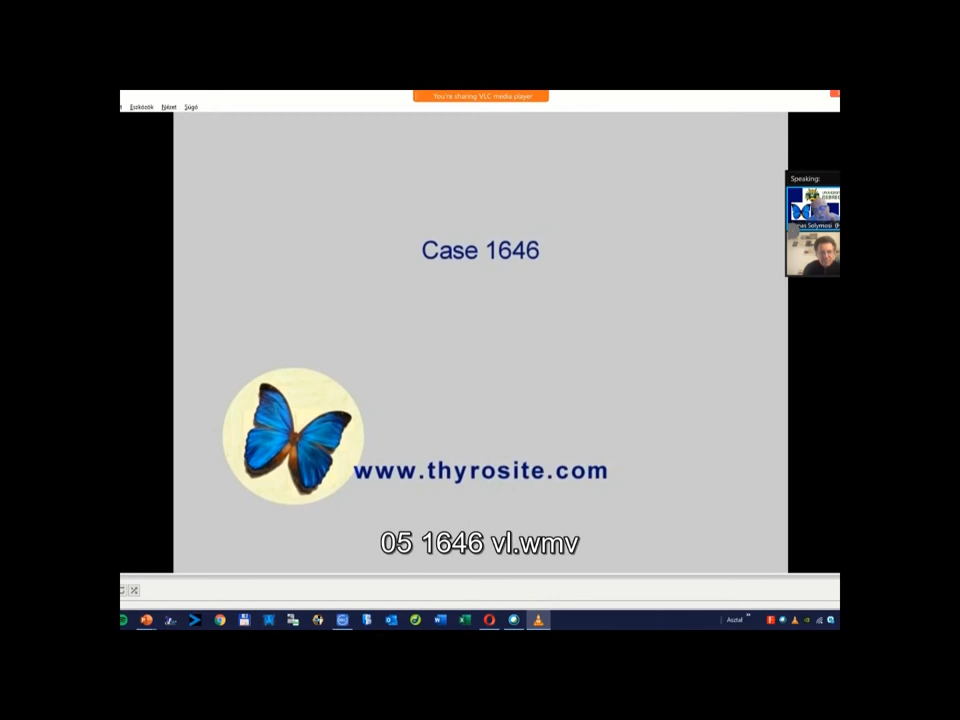 You're sharing VLC media player
Eszközök Nézet Súgó
Speaking:
Case 1646
www.thyrosite.com
05 1646 vl.wmv
Asztal